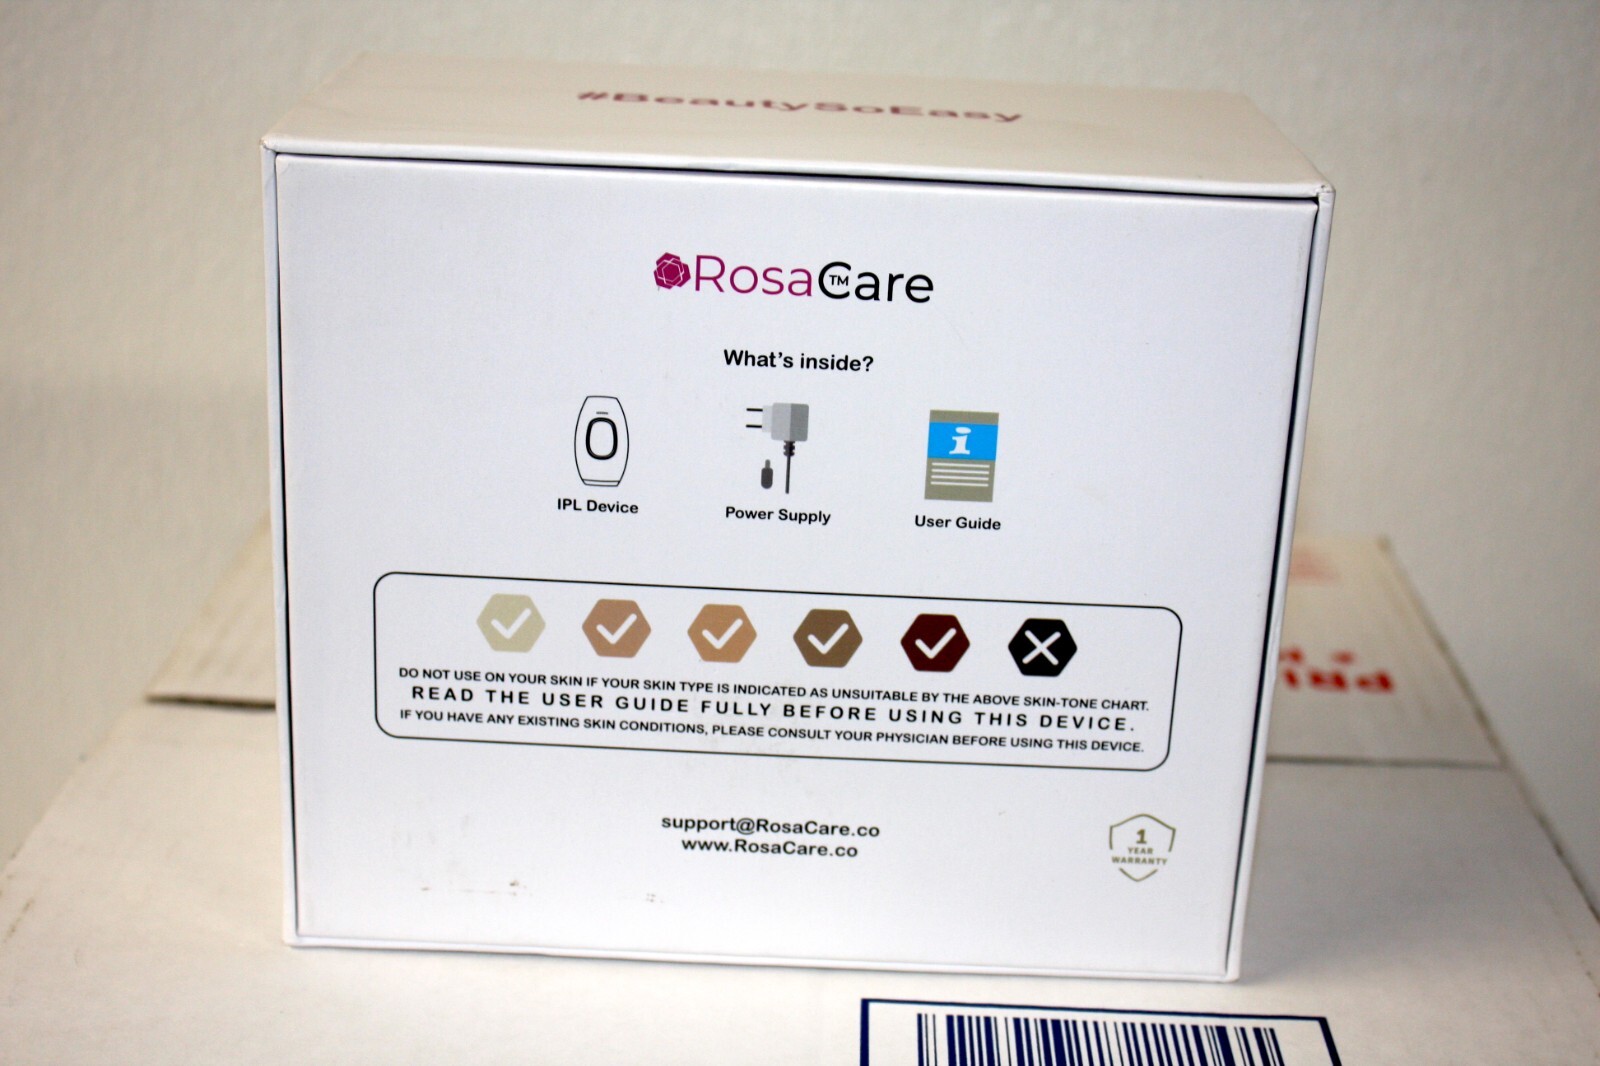 #BeautySoEasy
RosaCare
TM
What's inside?
IPL Device
Power Supply
i
User Guide
DO NOT USE ON YOUR SKIN IF YOUR SKIN TYPE IS INDICATED AS UNSUITABLE BY THE ABOVE SKIN-TONE CHART.
READ THE USER GUIDE FULLY BEFORE USING THIS DEVICE.
IF YOU HAVE ANY EXISTING SKIN CONDITIONS, PLEASE CONSULT YOUR PHYSICIAN BEFORE USING THIS DEVICE.
support@RosaCare.co
www.RosaCare.co
1
YEAR
WARRANTY